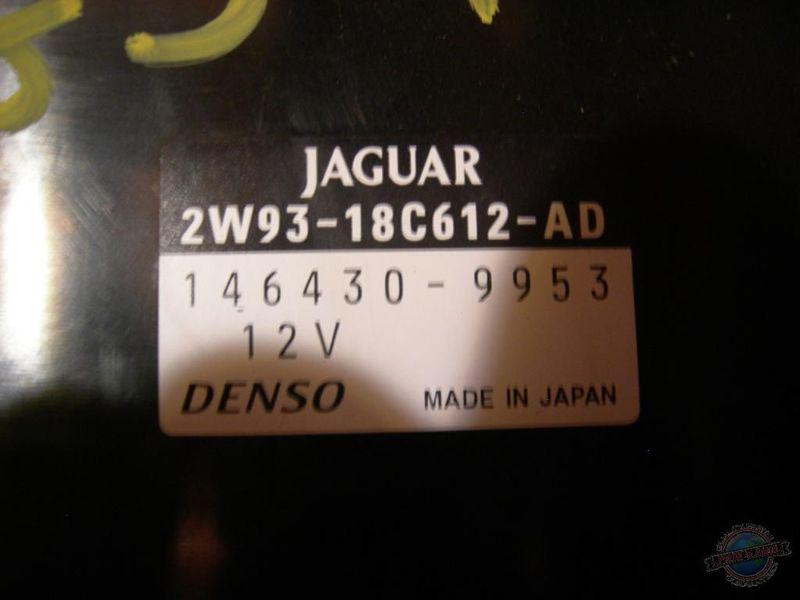 JAGUAR
2W93-18C612-AD
146430-9953
12V
DENSO MADE IN JAPAN